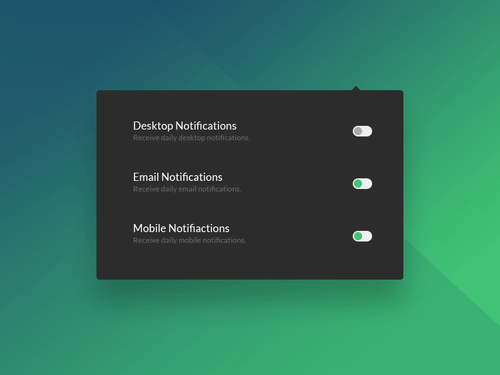 Desktop Notifications
Receive daily desktop notifications.
Email Notifications
Receive daily email notifications.
Mobile Notifiactions
Receive daily mobile notifications.